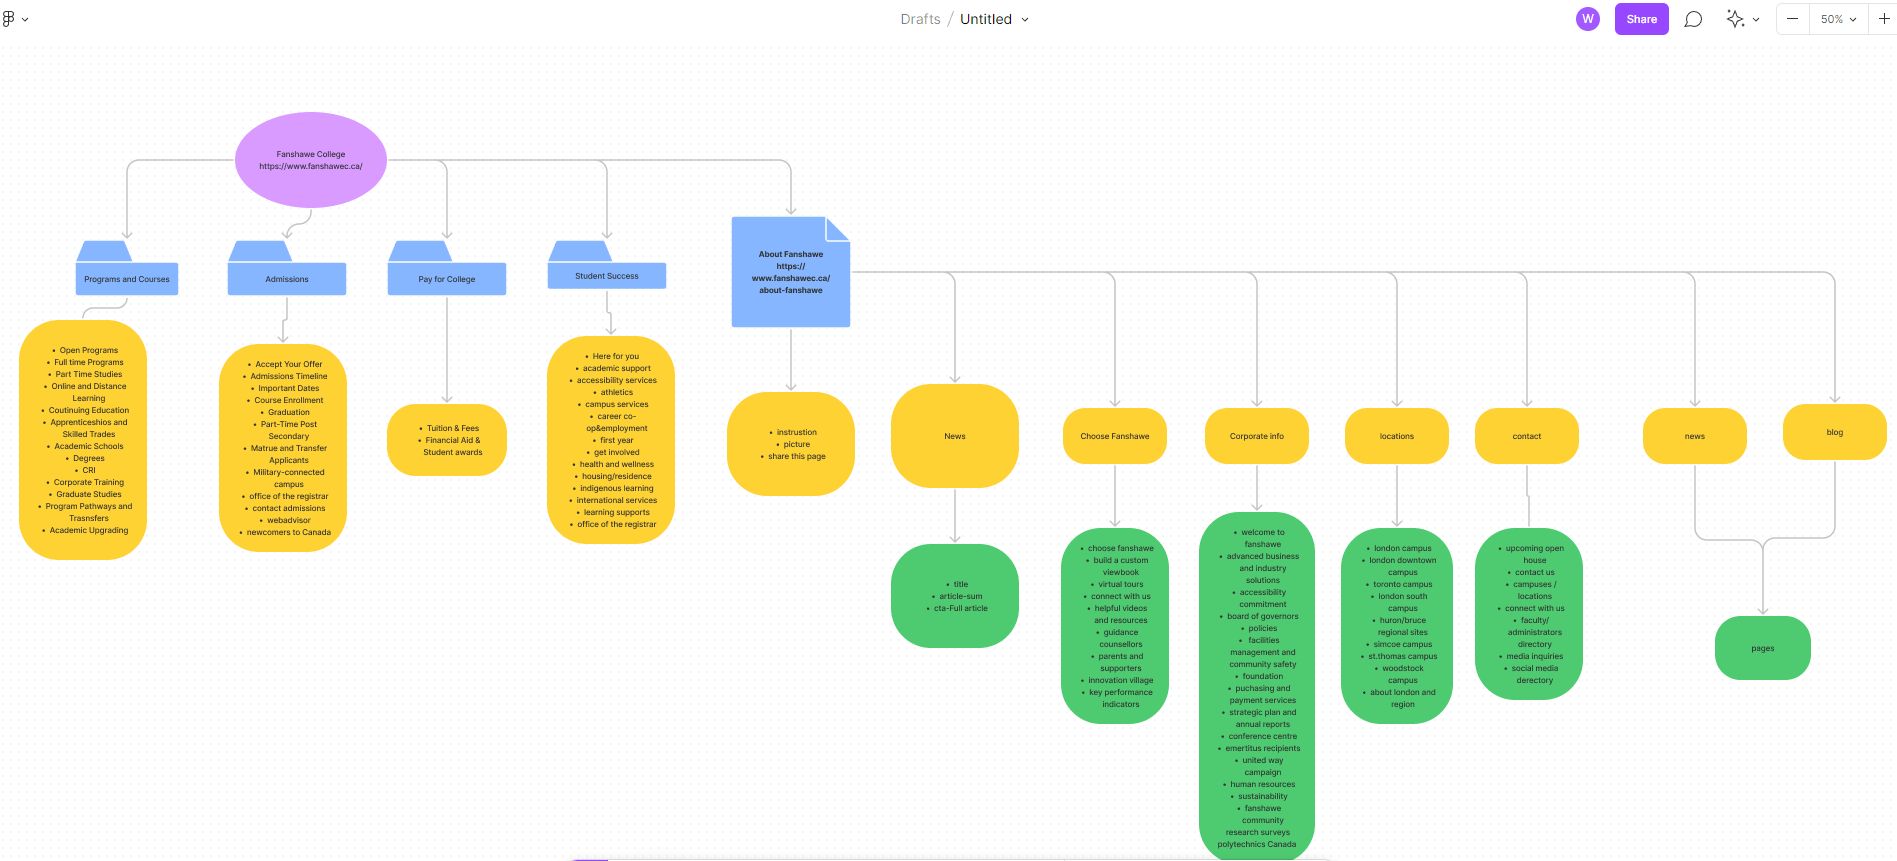 Drafts / Untitled
W
Share
50%
Fanshawe College
https://www.fanshawec.ca/
Programs and Courses
Admissions
Pay for College
Student Success
About Fanshawe
https://
www.fanshawec.ca/
about-fanshawe
• Open Programs
• Full time Programs
• Part Time Studies
• Online and Distance
Learning
• Coutinuing Education
• Apprenticeshios and
Skilled Trades
• Academic Schools
• Degrees
• CRI
• Corporate Training
• Graduate Studies
• Program Pathways and
Trasnsfers
• Academic Upgrading
• Accept Your Offer
• Admissions Timeline
• Important Dates
• Course Enrollment
• Graduation
• Part-Time Post
Secondary
• Matrue and Transfer
Applicants
• Military-connected
campus
• office of the registrar
• contact admissions
• webadvisor
• newcomers to Canada
• Tuition & Fees
• Financial Aid &
Student awards
• Here for you
• academic support
• accessibility services
• athletics
• campus services
• career co-
op&employment
• first year
• get involved
• health and wellness
• housing/residence
• indigenous learning
• international services
• learning supports
• office of the registrar
• instrustion
• picture
• share this page
News
Choose Fanshawe
Corporate info
locations
contact
news
blog
• title
• article-sum
• cta-Full article
• choose fanshawe
• build a custom
viewbook
• virtual tours
• connect with us
• helpful videos
and resources
• guidance
counsellors
• parents and
supporters
• innovation village
• key performance
indicators
• welcome to
fanshawe
• advanced business
and industry
solutions
• accessibility
commitment
• board of governors
• policies
• facilities
management and
community safety
• foundation
• puchasing and
payment services
• strategic plan and
annual reports
• conference centre
• emertitus recipients
• united way
campaign
• human resources
• sustainability
• fanshawe
community
research surveys
polytechnics Canada
• london campus
• london downtown
campus
• toronto campus
• london south
campus
• huron/bruce
regional sites
• simcoe campus
• st.thomas campus
• woodstock
campus
• about london and
region
• upcoming open
house
• contact us
• campuses /
locations
• connect with us
• faculty/
administrators
directory
• media inquiries
• social media
derectory
pages